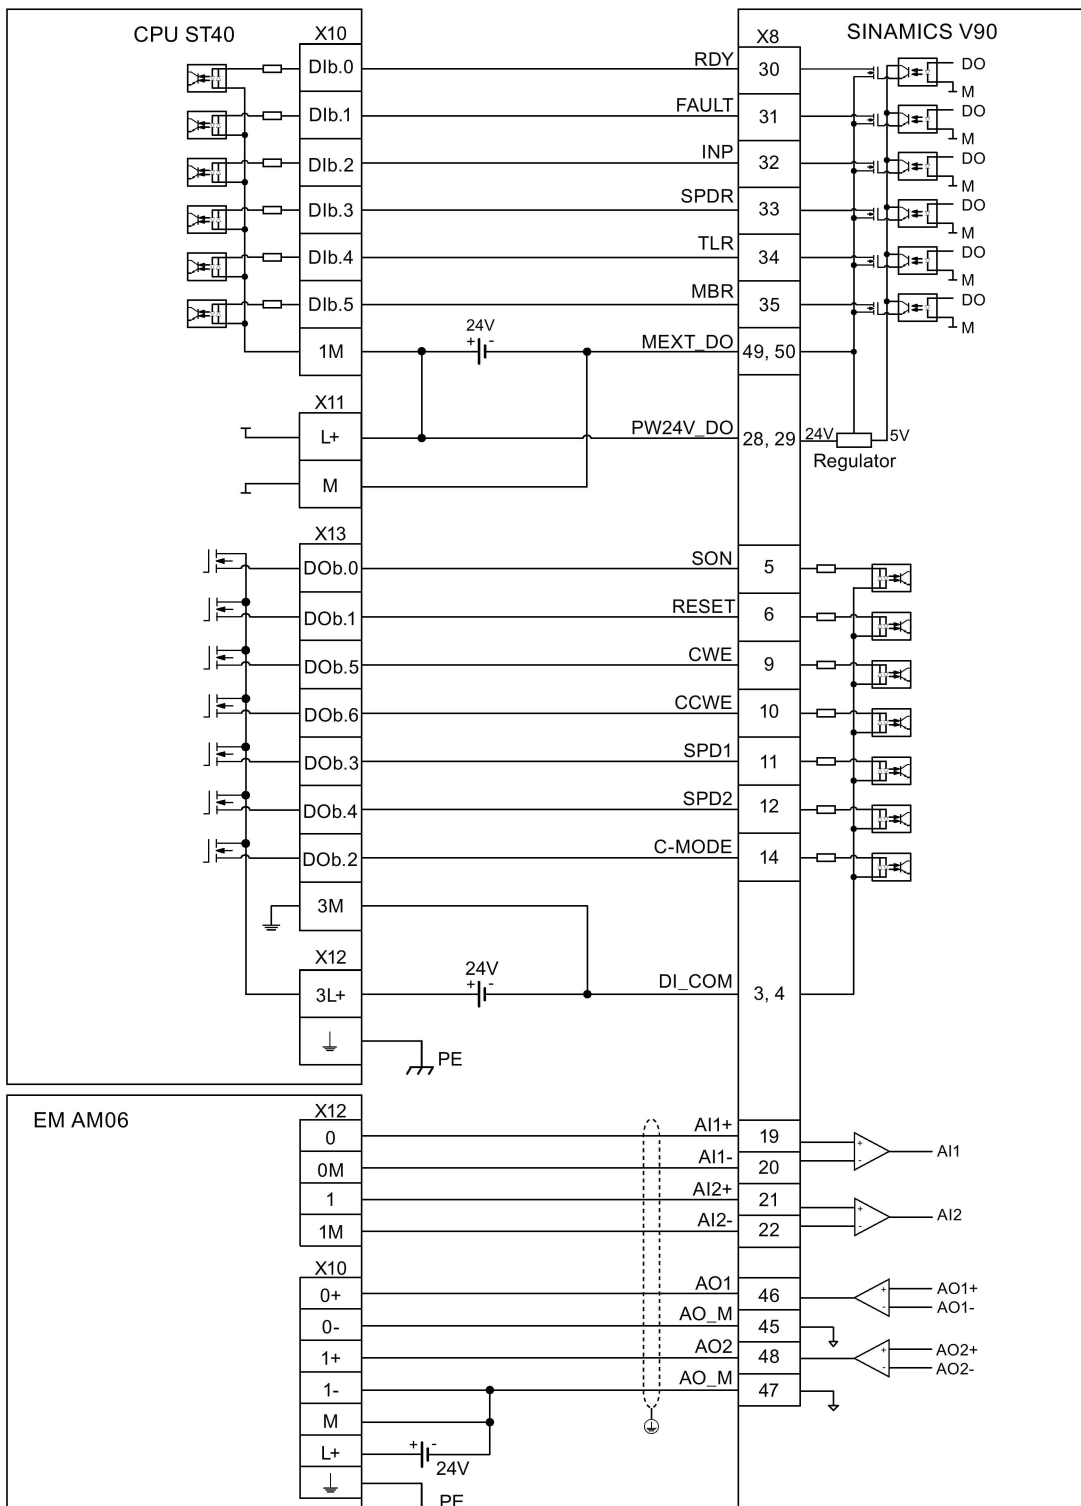 CPU ST40
X10
X8
SINAMICS V90
DIb.0
RDY
30
DO
M
DIb.1
FAULT
31
DO
M
DIb.2
INP
32
DO
M
DIb.3
SPDR
33
DO
M
DIb.4
TLR
34
DO
M
DIb.5
MBR
35
DO
M
1M
24V
+ -
MEXT_DO
49, 50
X11
L+
PW24V_DO
28, 29
24V
5V
Regulator
M
X13
DOb.0
SON
5
DOb.1
RESET
6
DOb.5
CWE
9
DOb.6
CCWE
10
DOb.3
SPD1
11
DOb.4
SPD2
12
DOb.2
C-MODE
14
3M
X12
3L+
24V
+ -
DI_COM
3, 4
PE
EM AM06
X12
0
AI1+
19
+
-
AI1
0M
AI1-
20
1
AI2+
21
+
-
AI2
1M
AI2-
22
X10
0+
AO1
46
+
-
AO1+
AO1-
0-
AO_M
45
1+
AO2
48
+
-
AO2+
AO2-
1-
AO_M
47
M
L+
+ -
24V
PE